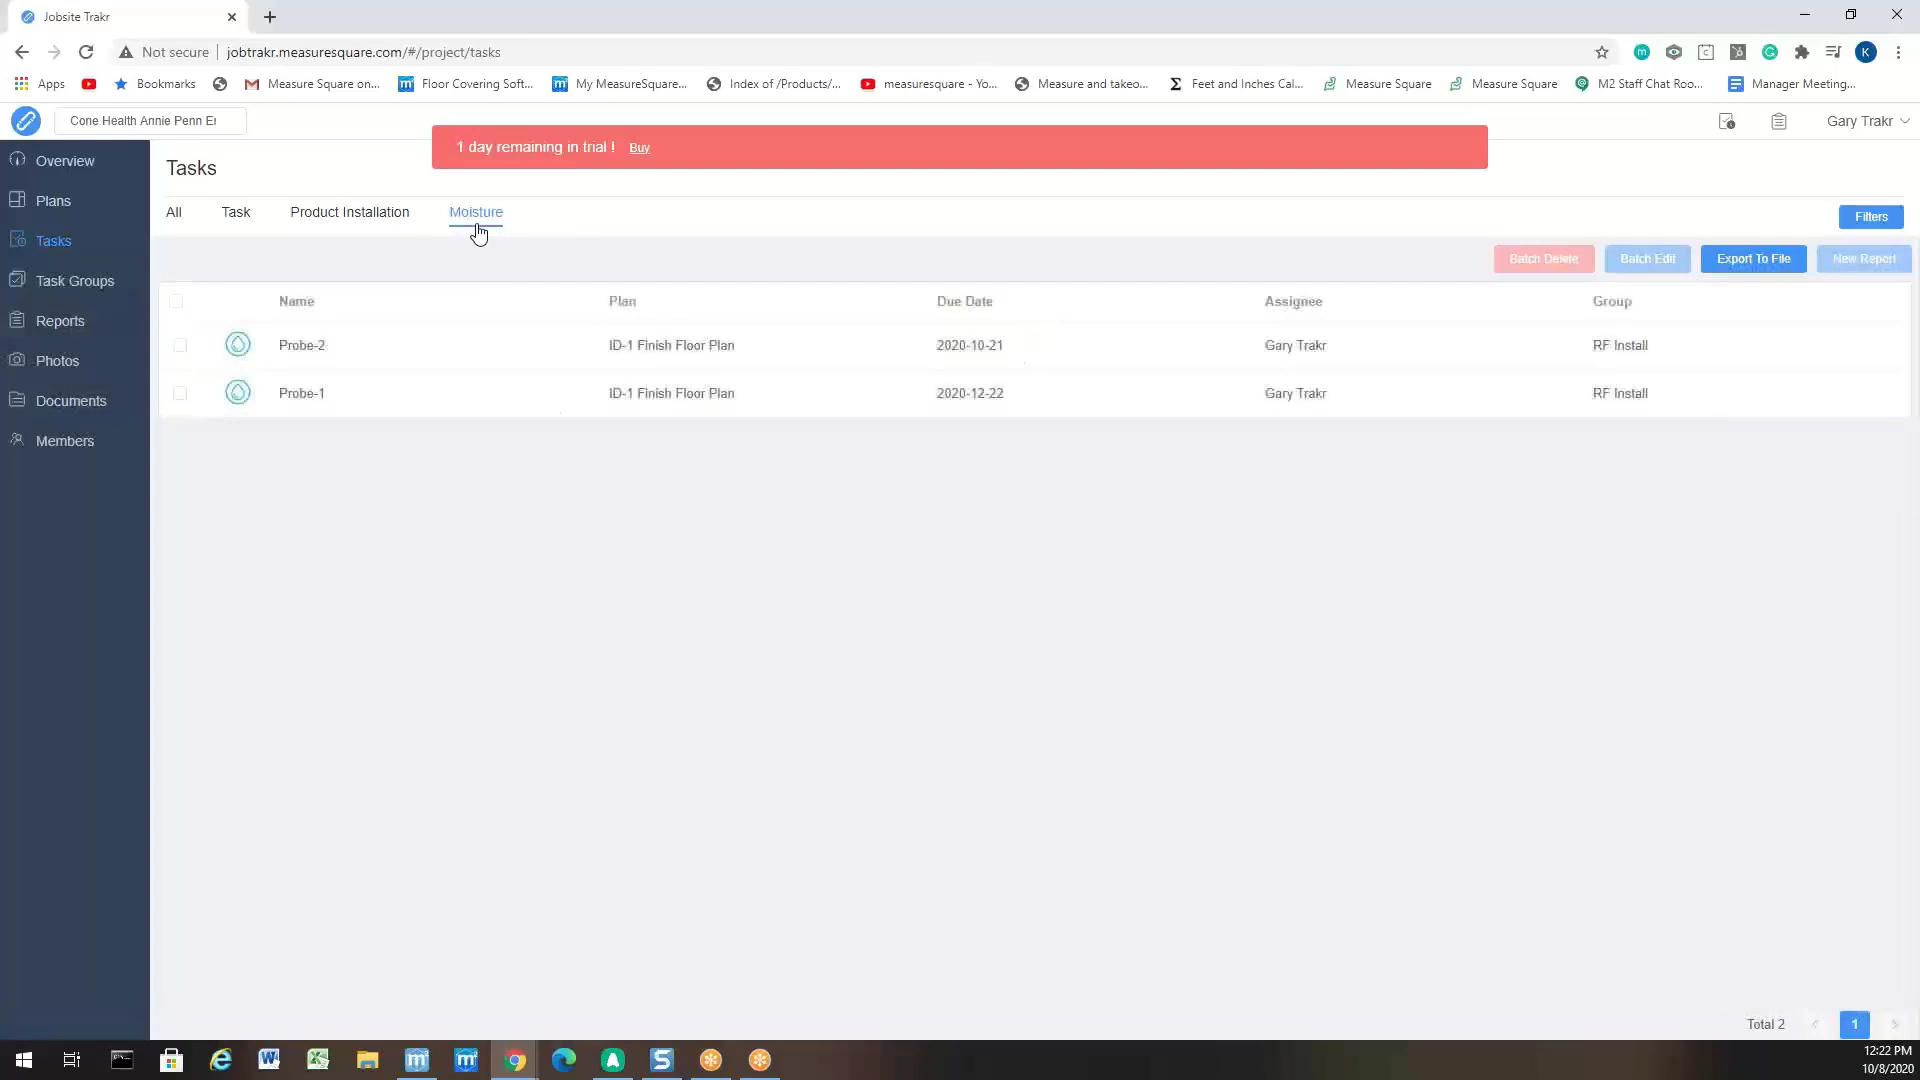 Jobsite Trakr
Not secure
jobtrakr.measuresquare.com/#/project/tasks
Apps
Bookmarks
Measure Square on...
Floor Covering Soft...
My MeasureSquare...
Index of /Products/...
measuresquare - Yo...
Measure and takeo...
Feet and Inches Cal...
Measure Square
Measure Square
M2 Staff Chat Roo...
Manager Meeting...
Cone Health Annie Penn Er
Gary Trakr
1 day remaining in trial ! Buy
Overview
Plans
Tasks
Task Groups
Reports
Photos
Documents
Members
Tasks
All Task Product Installation Moisture
Filters
Batch Delete Batch Edit Export To File New Report
Name Plan Due Date Assignee Group
Probe-2 ID-1 Finish Floor Plan 2020-10-21 Gary Trakr RF Install
Probe-1 ID-1 Finish Floor Plan 2020-12-22 Gary Trakr RF Install
Total 2 1
12:22 PM
10/8/2020